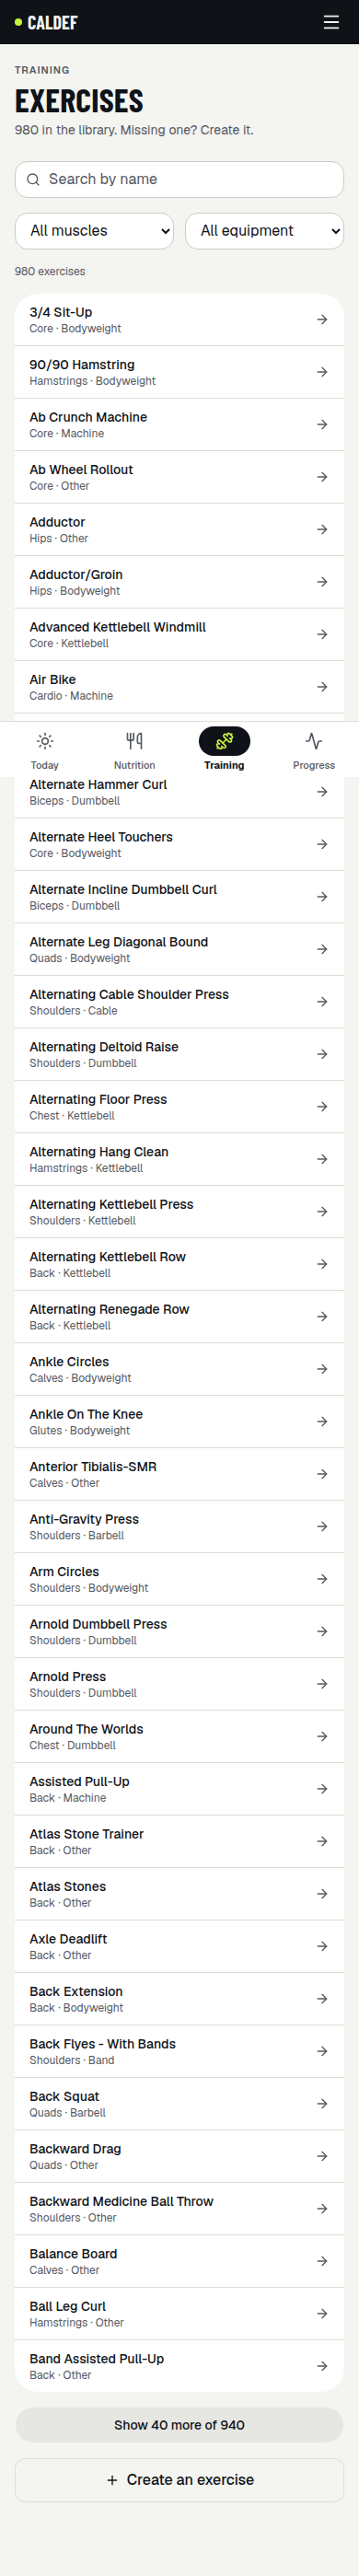 CALDEF
TRAINING
EXERCISES
980 in the library. Missing one? Create it.
Search by name
All muscles
All equipment
980 exercises
3/4 Sit-Up
Core · Bodyweight
90/90 Hamstring
Hamstrings · Bodyweight
Ab Crunch Machine
Core · Machine
Ab Wheel Rollout
Core · Other
Adductor
Hips · Other
Adductor/Groin
Hips · Bodyweight
Advanced Kettlebell Windmill
Core · Kettlebell
Air Bike
Cardio · Machine
Today
Nutrition
Training
Progress
Alternate Hammer Curl
Biceps · Dumbbell
Alternate Heel Touchers
Core · Bodyweight
Alternate Incline Dumbbell Curl
Biceps · Dumbbell
Alternate Leg Diagonal Bound
Quads · Bodyweight
Alternating Cable Shoulder Press
Shoulders · Cable
Alternating Deltoid Raise
Shoulders · Dumbbell
Alternating Floor Press
Chest · Kettlebell
Alternating Hang Clean
Hamstrings · Kettlebell
Alternating Kettlebell Press
Shoulders · Kettlebell
Alternating Kettlebell Row
Back · Kettlebell
Alternating Renegade Row
Back · Kettlebell
Ankle Circles
Calves · Bodyweight
Ankle On The Knee
Glutes · Bodyweight
Anterior Tibialis-SMR
Calves · Other
Anti-Gravity Press
Shoulders · Barbell
Arm Circles
Shoulders · Bodyweight
Arnold Dumbbell Press
Shoulders · Dumbbell
Arnold Press
Shoulders · Dumbbell
Around The Worlds
Chest · Dumbbell
Assisted Pull-Up
Back · Machine
Atlas Stone Trainer
Back · Other
Atlas Stones
Back · Other
Axle Deadlift
Back · Other
Back Extension
Back · Bodyweight
Back Flyes - With Bands
Shoulders · Band
Back Squat
Quads · Barbell
Backward Drag
Quads · Other
Backward Medicine Ball Throw
Shoulders · Other
Balance Board
Calves · Other
Ball Leg Curl
Hamstrings · Other
Band Assisted Pull-Up
Back · Other
Show 40 more of 940
Create an exercise